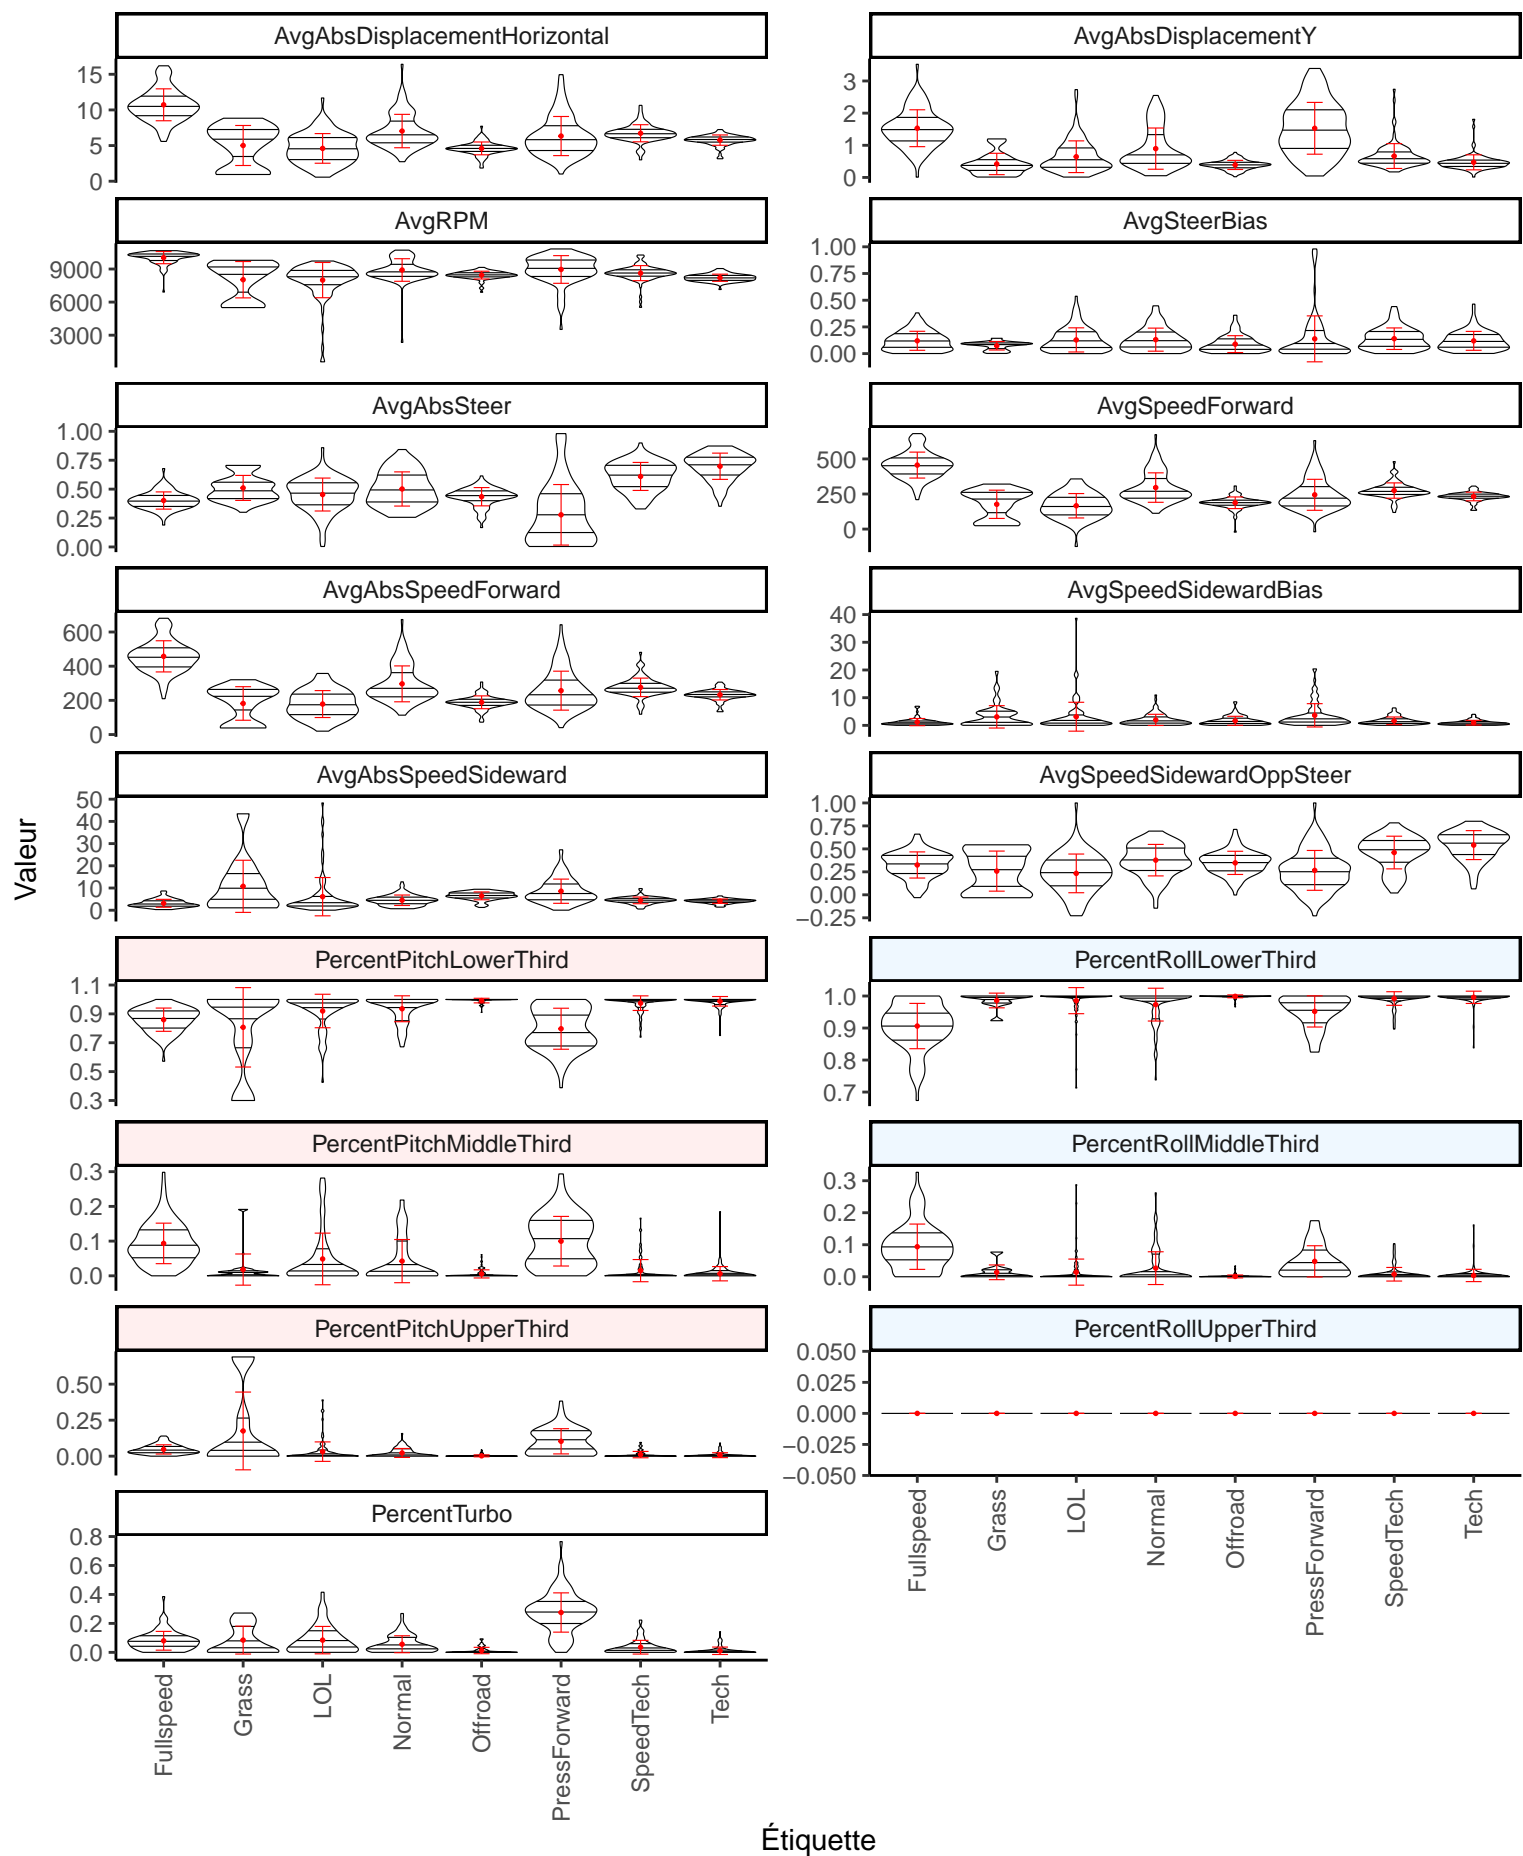 AvgAbsDisplacementHorizontal
15
10
5
0
AvgAbsDisplacementY
3
2
1
0
AvgRPM
9000
6000
3000
AvgSteerBias
1.00
0.75
0.50
0.25
0.00
AvgAbsSteer
1.00
0.75
0.50
0.25
0.00
AvgSpeedForward
500
250
0
AvgAbsSpeedForward
600
400
200
0
AvgSpeedSidewardBias
40
30
20
10
0
AvgAbsSpeedSideward
50
40
30
20
10
0
AvgSpeedSidewardOppSteer
1.00
0.75
0.50
0.25
0.00
−0.25
PercentPitchLowerThird
1.1
0.9
0.7
0.5
0.3
PercentRollLowerThird
1.0
0.9
0.8
0.7
PercentPitchMiddleThird
0.3
0.2
0.1
0.0
PercentRollMiddleThird
0.3
0.2
0.1
0.0
PercentPitchUpperThird
0.50
0.25
0.00
PercentRollUpperThird
0.050
0.025
0.000
−0.025
−0.050
Fullspeed
Grass
LOL
Normal
Offroad
PressForward
SpeedTech
Tech
PercentTurbo
0.8
0.6
0.4
0.2
0.0
Fullspeed
Grass
LOL
Normal
Offroad
PressForward
SpeedTech
Tech
Valeur
Étiquette